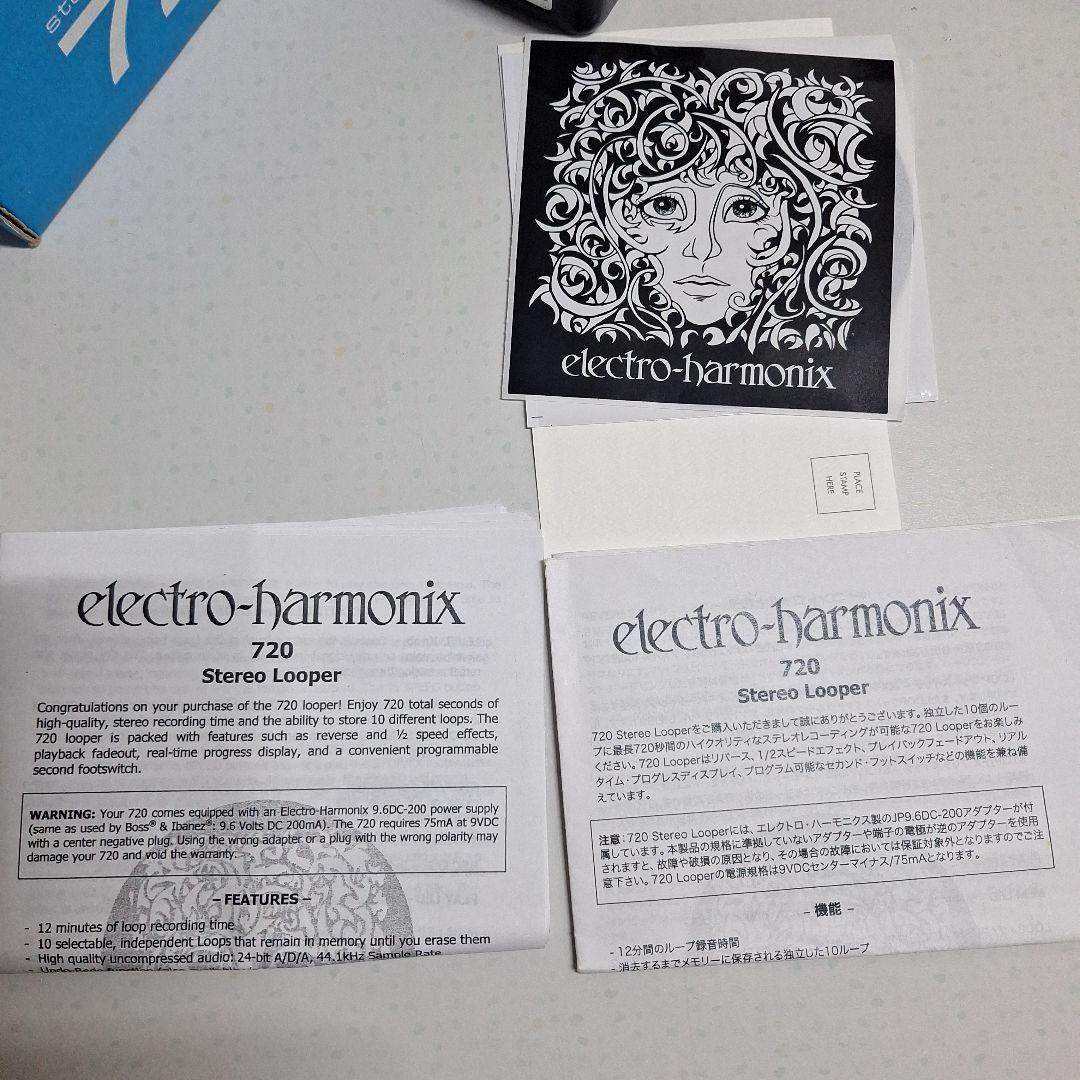 electro-harmonix
PLACE
STAMP
HERE
electro-harmonix
720
Stereo Looper
Congratulations on your purchase of the 720 looper! Enjoy 720 total seconds of
high-quality, stereo recording time and the ability to store 10 different loops. The
720 looper is packed with features such as reverse and ½ speed effects,
playback fadeout, real-time progress display, and a convenient programmable
second footswitch.
WARNING: Your 720 comes equipped with an Electro-Harmonix 9.6DC-200 power supply
(same as used by Boss® & Ibanez®: 9.6 Volts DC 200mA). The 720 requires 75mA at 9VDC
with a center negative plug. Using the wrong adapter or a plug with the wrong polarity may
damage your 720 and void the warranty.
– FEATURES –
- 12 minutes of loop recording time
- 10 selectable, independent Loops that remain in memory until you erase them
- High quality uncompressed audio: 24-bit A/D/A, 44.1kHz Sample Rate
electro-harmonix
720
Stereo Looper
720 Stereo Looperをご購入いただきまして誠にありがとうございます。独立した10個のルー
プに最長720秒間のハイクオリティなステレオレコーディングが可能な720 Looperをお楽しみ
ください。720 Looperはリバース、1/2スピードエフェクト、プレイバックフェードアウト、リアル
タイム・プログレスディスプレイ、プログラム可能なセカンド・フットスイッチなどの機能を兼ね備
えています。
注意:720 Stereo Looperには、エレクトロ・ハーモニクス製のJP9.6DC-200アダプターが付
属しています。本製品の規格に準拠していないアダプターや端子の電極が逆のアダプターを使用
されますと、故障や破損の原因となり、その場合の故障においては保証対象外となりますのでご注
意下さい。720 Looperの電源規格は9VDCセンターマイナス/75mAとなります。
– 機能 –
- 12分間のループ録音時間
- 消去するまでメモリーに保存される独立した10ループ